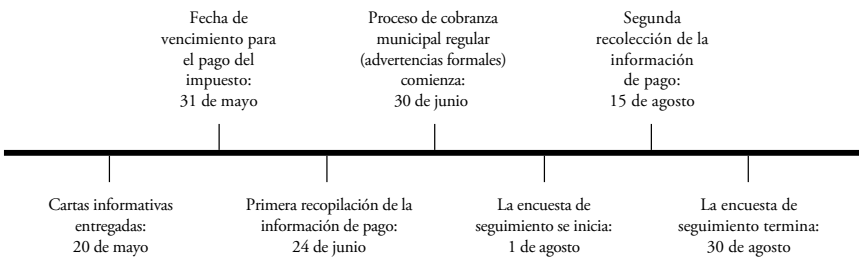 Fecha de
vencimiento para
el pago del
impuesto:
31 de mayo
Proceso de cobranza
municipal regular
(advertencias formales)
comienza:
30 de junio
Segunda
recolección de la
información
de pago:
15 de agosto
Cartas informativas
entregadas:
20 de mayo
Primera recopilación de la
información de pago:
24 de junio
La encuesta de
seguimiento se inicia:
1 de agosto
La encuesta de
seguimiento termina:
30 de agosto